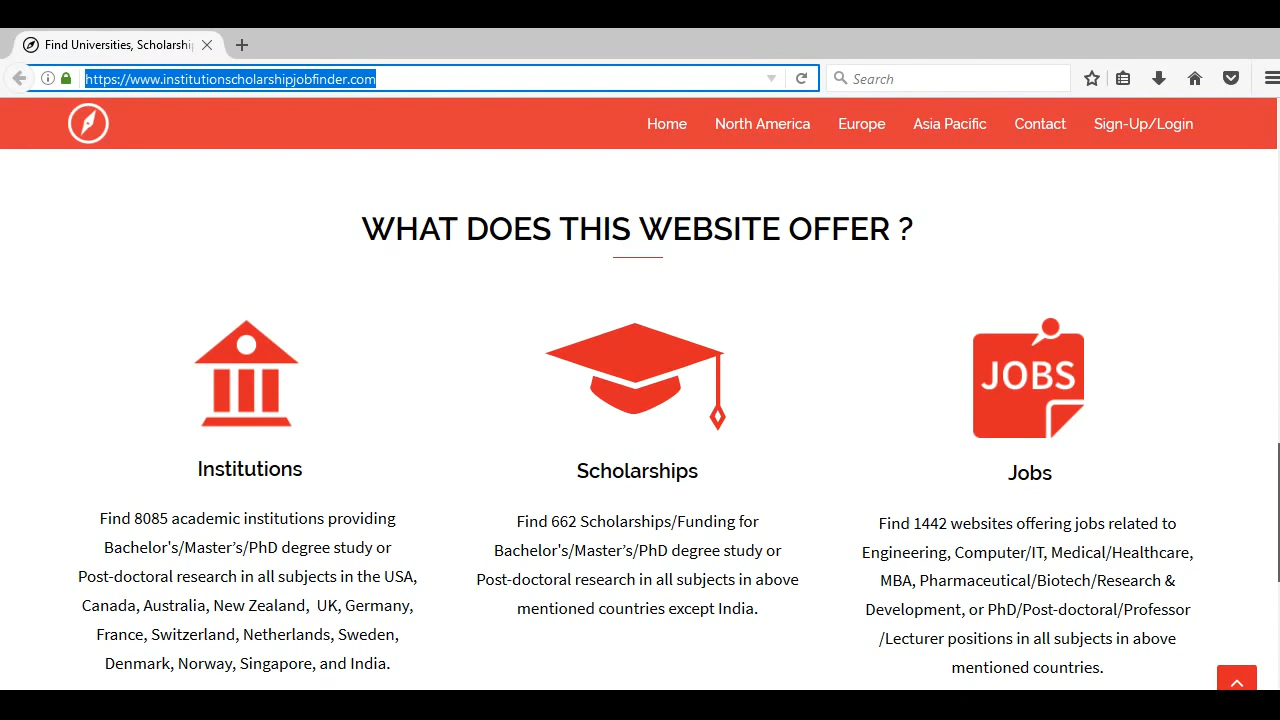 Find Universities, Scholarshi
https://www.institutionscholarshipjobfinder.com
Search
Home
North America
Europe
Asia Pacific
Contact
Sign-Up/Login
WHAT DOES THIS WEBSITE OFFER ?
Institutions
Find 8085 academic institutions providing
Bachelor's/Master’s/PhD degree study or
Post-doctoral research in all subjects in the USA,
Canada, Australia, New Zealand,  UK, Germany,
France, Switzerland, Netherlands, Sweden,
Denmark, Norway, Singapore, and India.
Scholarships
Find 662 Scholarships/Funding for
Bachelor's/Master’s/PhD degree study or
Post-doctoral research in all subjects in above
mentioned countries except India.
JOBS
Jobs
Find 1442 websites offering jobs related to
Engineering, Computer/IT, Medical/Healthcare,
MBA, Pharmaceutical/Biotech/Research &
Development, or PhD/Post-doctoral/Professor
/Lecturer positions in all subjects in above
mentioned countries.